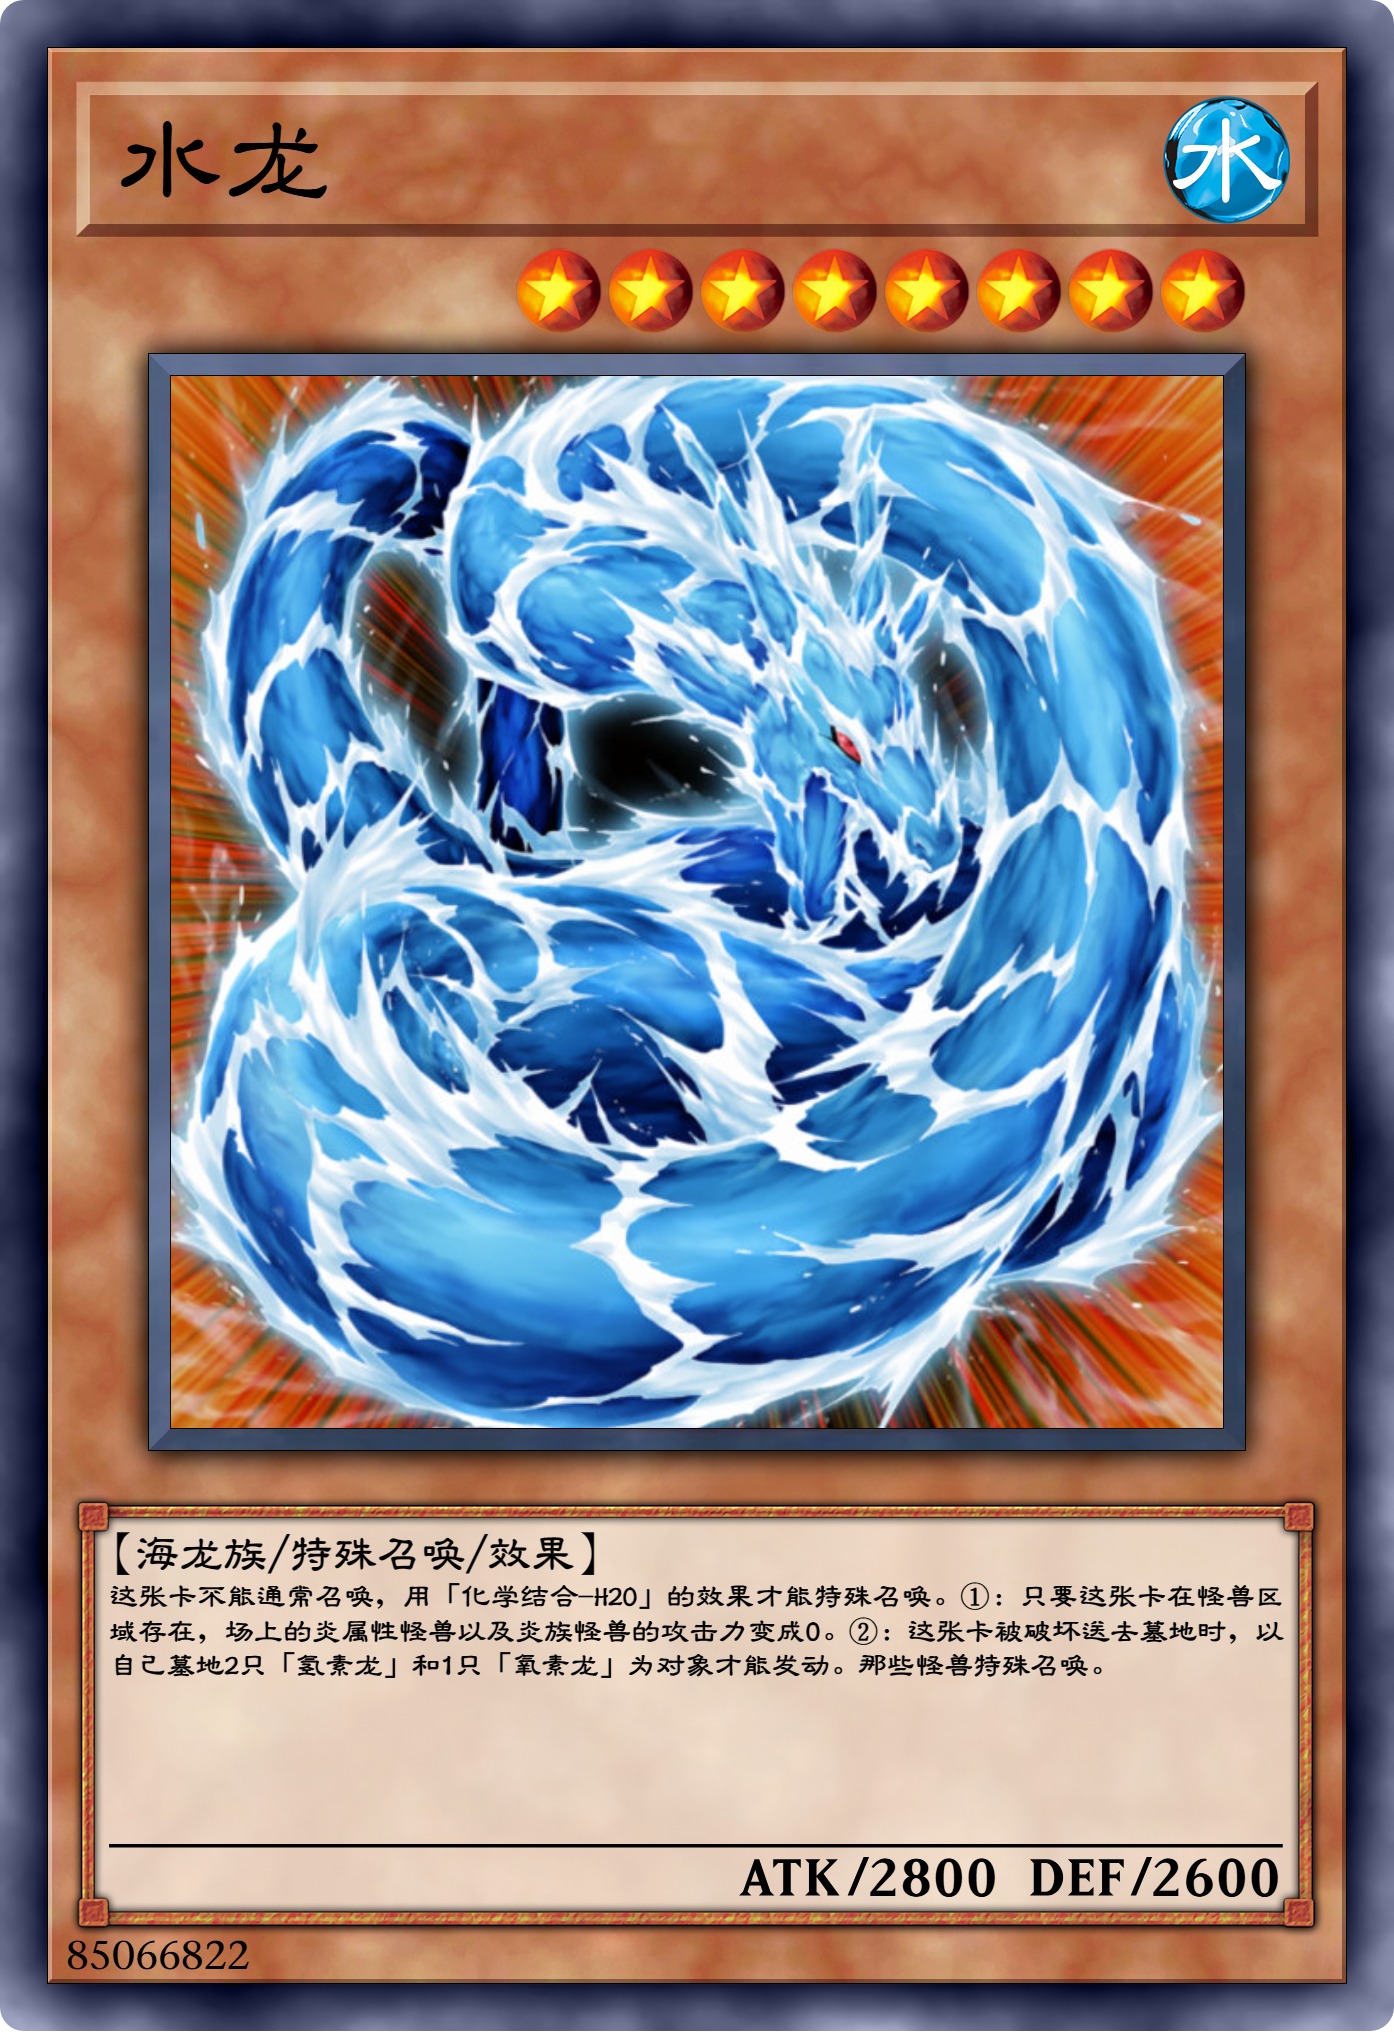 水龙
水
【海龙族/特殊召唤/效果】
这张卡不能通常召唤，用「化学结合-H2O」的效果才能特殊召唤。①：只要这张卡在怪兽区
域存在，场上的炎属性怪兽以及炎族怪兽的攻击力变成0。②：这张卡被破坏送去墓地时，以
自己墓地2只「氢素龙」和1只「氧素龙」为对象才能发动。那些怪兽特殊召唤。
ATK/2800 DEF/2600
85066822